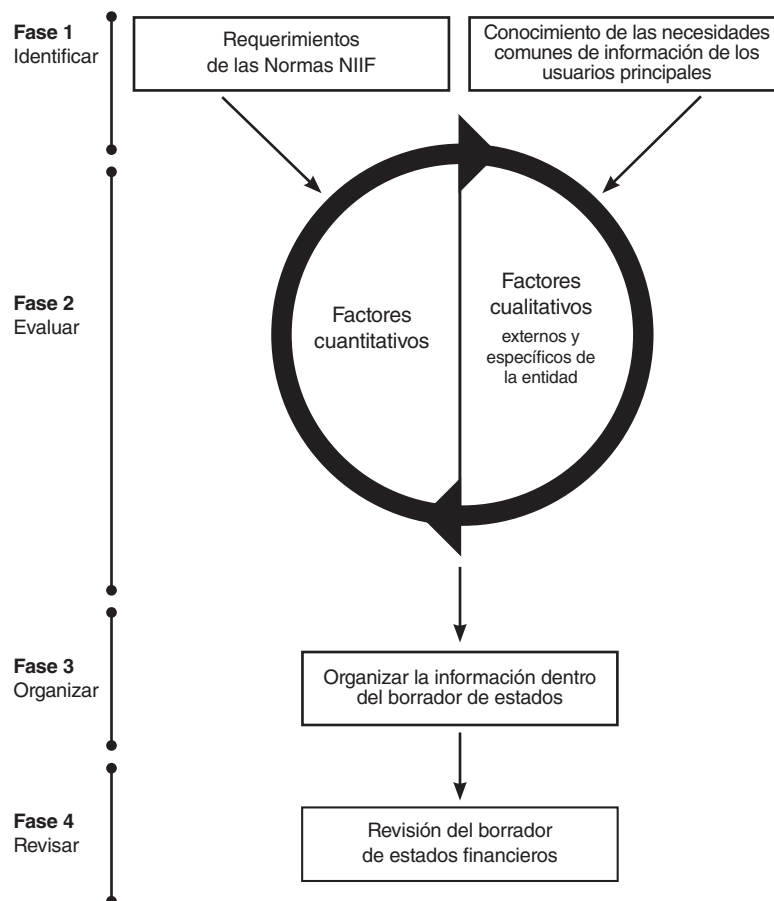 Fase 1
Identificar
Requerimientos
de las Normas NIIF
Conocimiento de las necesidades
comunes de información de los
usuarios principales
Fase 2
Evaluar
Factores
cuantitativos
Factores
cualitativos
externos y
específicos de
la entidad
Fase 3
Organizar
Organizar la información dentro
del borrador de estados
Fase 4
Revisar
Revisión del borrador
de estados financieros